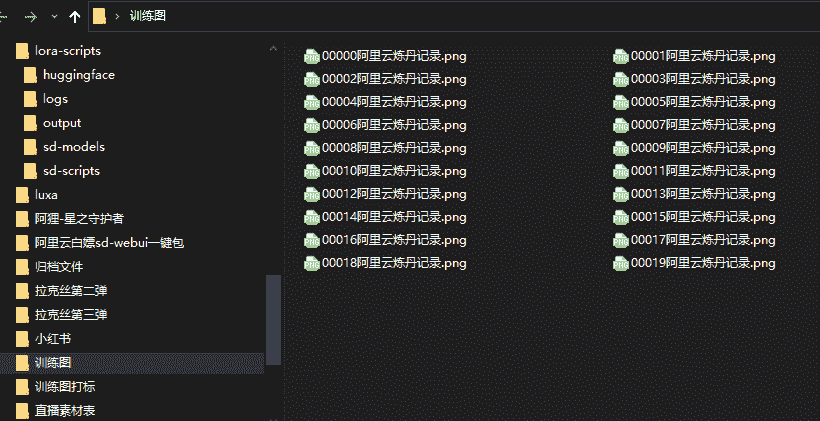 训练图
lora-scripts
huggingface
logs
output
sd-models
sd-scripts
luxa
阿狸-星之守护者
阿里云白嫖sd-webui一键包
归档文件
拉克丝第二弹
拉克丝第三弹
小红书
训练图
训练图打标
直播素材表
00000阿里云炼丹记录.png
00001阿里云炼丹记录.png
00002阿里云炼丹记录.png
00003阿里云炼丹记录.png
00004阿里云炼丹记录.png
00005阿里云炼丹记录.png
00006阿里云炼丹记录.png
00007阿里云炼丹记录.png
00008阿里云炼丹记录.png
00009阿里云炼丹记录.png
00010阿里云炼丹记录.png
00011阿里云炼丹记录.png
00012阿里云炼丹记录.png
00013阿里云炼丹记录.png
00014阿里云炼丹记录.png
00015阿里云炼丹记录.png
00016阿里云炼丹记录.png
00017阿里云炼丹记录.png
00018阿里云炼丹记录.png
00019阿里云炼丹记录.png